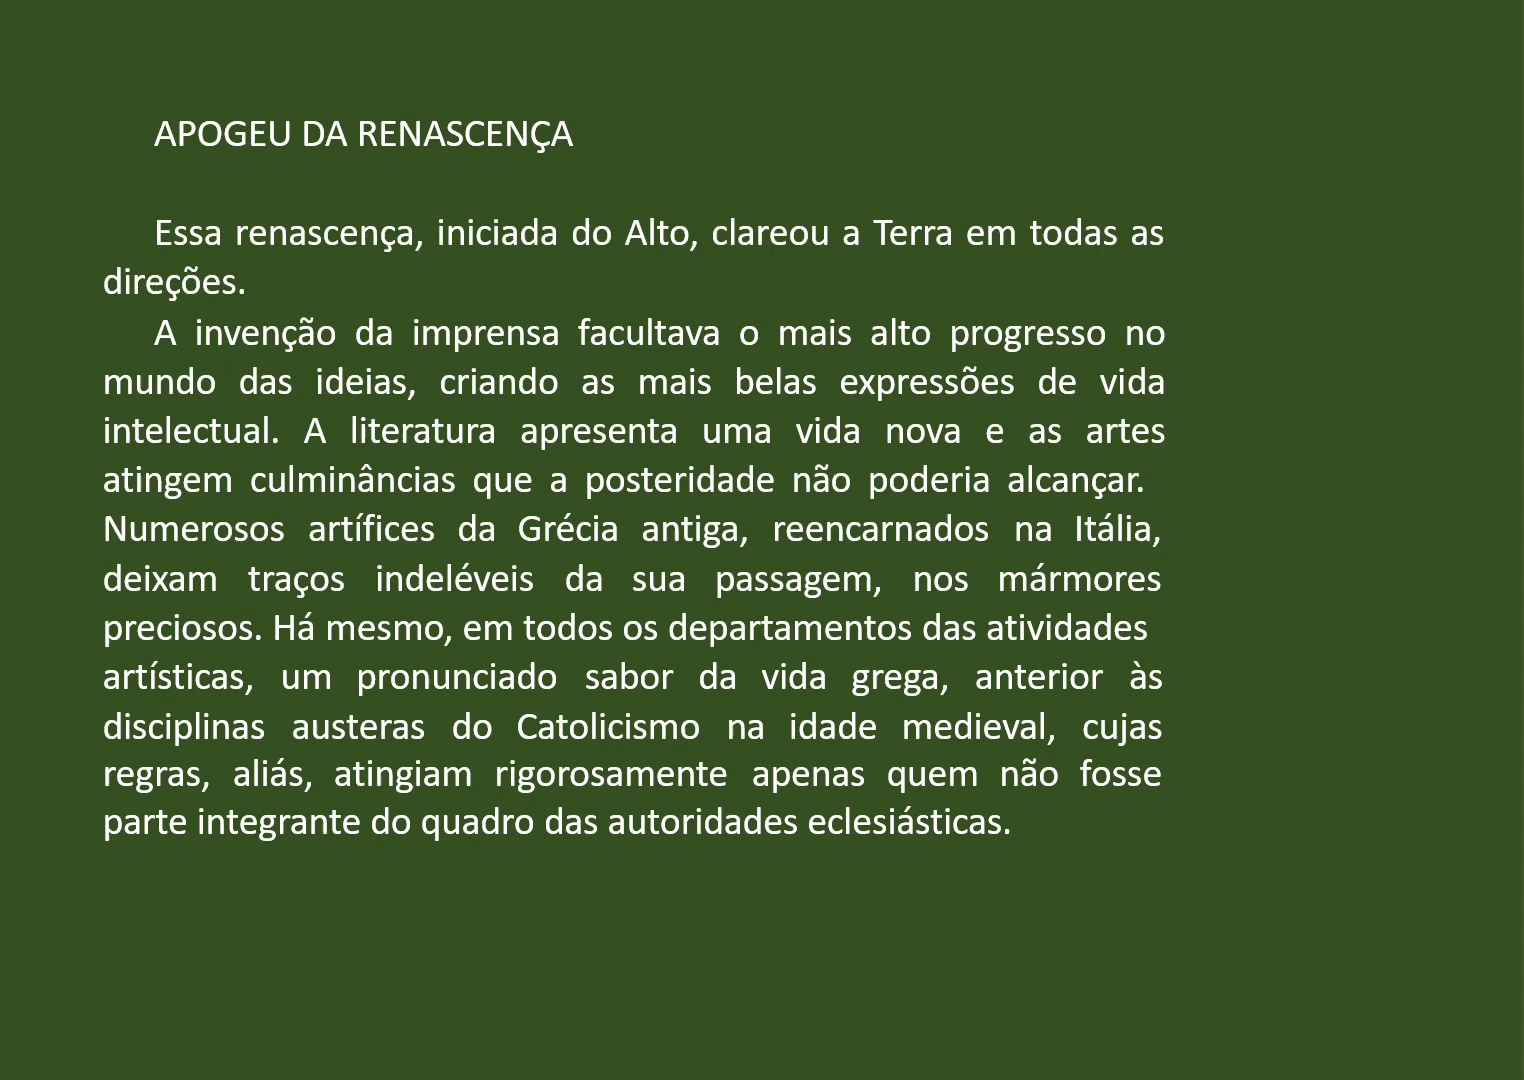 APOGEU DA RENASCENÇA
Essa renascença, iniciada do Alto, clareou a Terra em todas as
direções.
A invenção da imprensa facultava o mais alto progresso no
mundo das ideias, criando as mais belas expressões de vida
intelectual. A literatura apresenta uma vida nova e as artes
atingem culminâncias que a posteridade não poderia alcançar.
Numerosos artífices da Grécia antiga, reencarnados na Itália,
deixam traços indeléveis da sua passagem, nos mármores
preciosos. Há mesmo, em todos os departamentos das atividades
artísticas, um pronunciado sabor da vida grega, anterior às
disciplinas austeras do Catolicismo na idade medieval, cujas
regras, aliás, atingiam rigorosamente apenas quem não fosse
parte integrante do quadro das autoridades eclesiásticas.